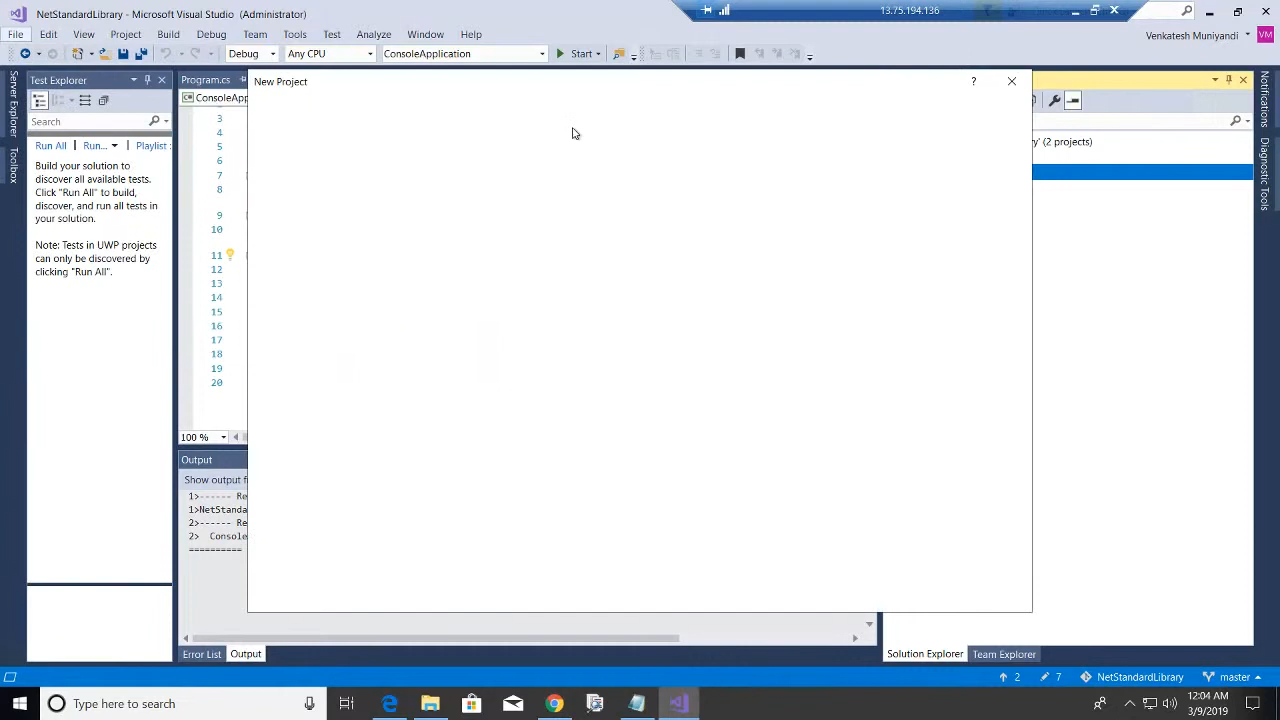 NetStandardLibrary - Microsoft Visual Studio (Administrator)
13.75.194.136
File Edit View Project Build Debug Team Tools Test Analyze Window Help
Venkatesh Muniyandi VM
Debug Any CPU ConsoleApplication Start
Server Explorer
Toolbox
Test Explorer
Search
Run All | Run... | Playlist :
Build your solution to
discover all available tests.
Click "Run All" to build,
discover, and run all tests in
your solution.
Note: Tests in UWP projects
can only be discovered by
clicking "Run All".
Program.cs
ConsoleApp
3
4
5
6
7
8
9
10
11
12
13
14
15
16
17
18
19
20
100 %
New Project
?
y' (2 projects)
Notifications
Diagnostic Tools
Output
Show output f
1>------ Re
1>NetStanda
2>------ Re
2> Console
==========
Error List Output
Solution Explorer Team Explorer
2 7 NetStandardLibrary master
Type here to search
12:04 AM
3/9/2019